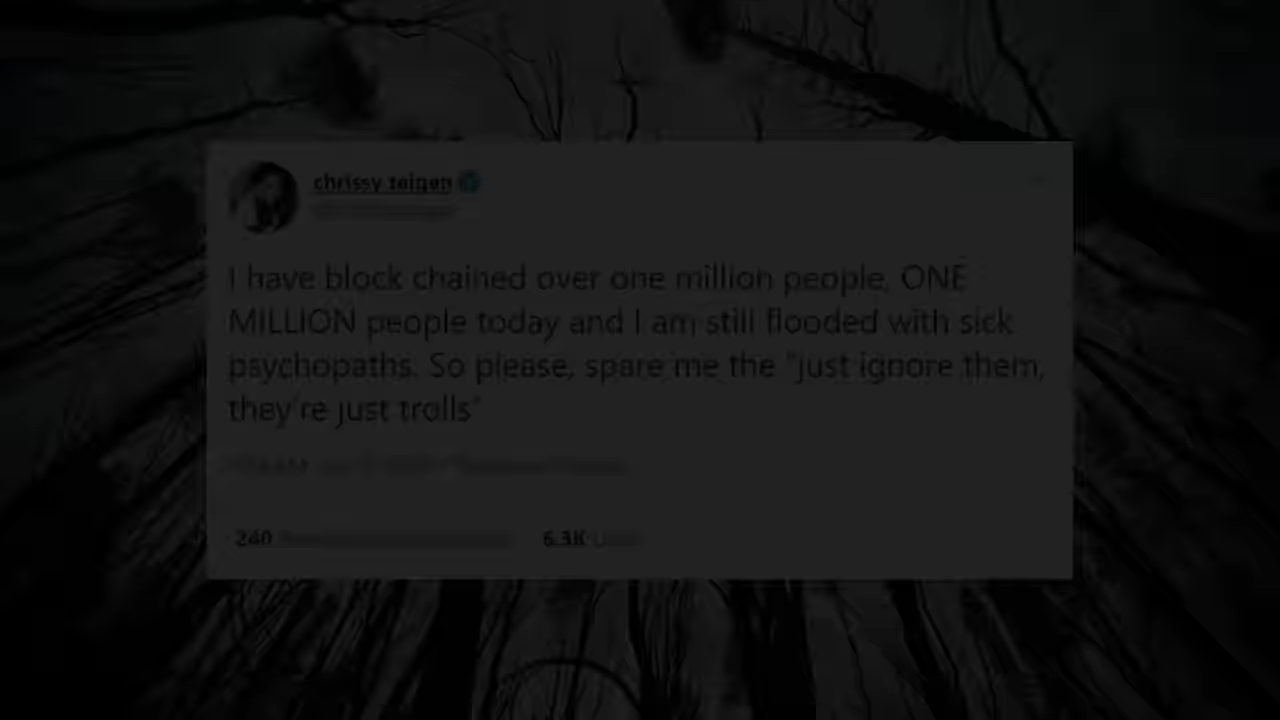 chrissy teigen
I have block chained over one million people, ONE
MILLION people today and I am still flooded with sick
psychopaths. So please, spare me the "just ignore them,
they're just trolls"
240
6.3K Likes